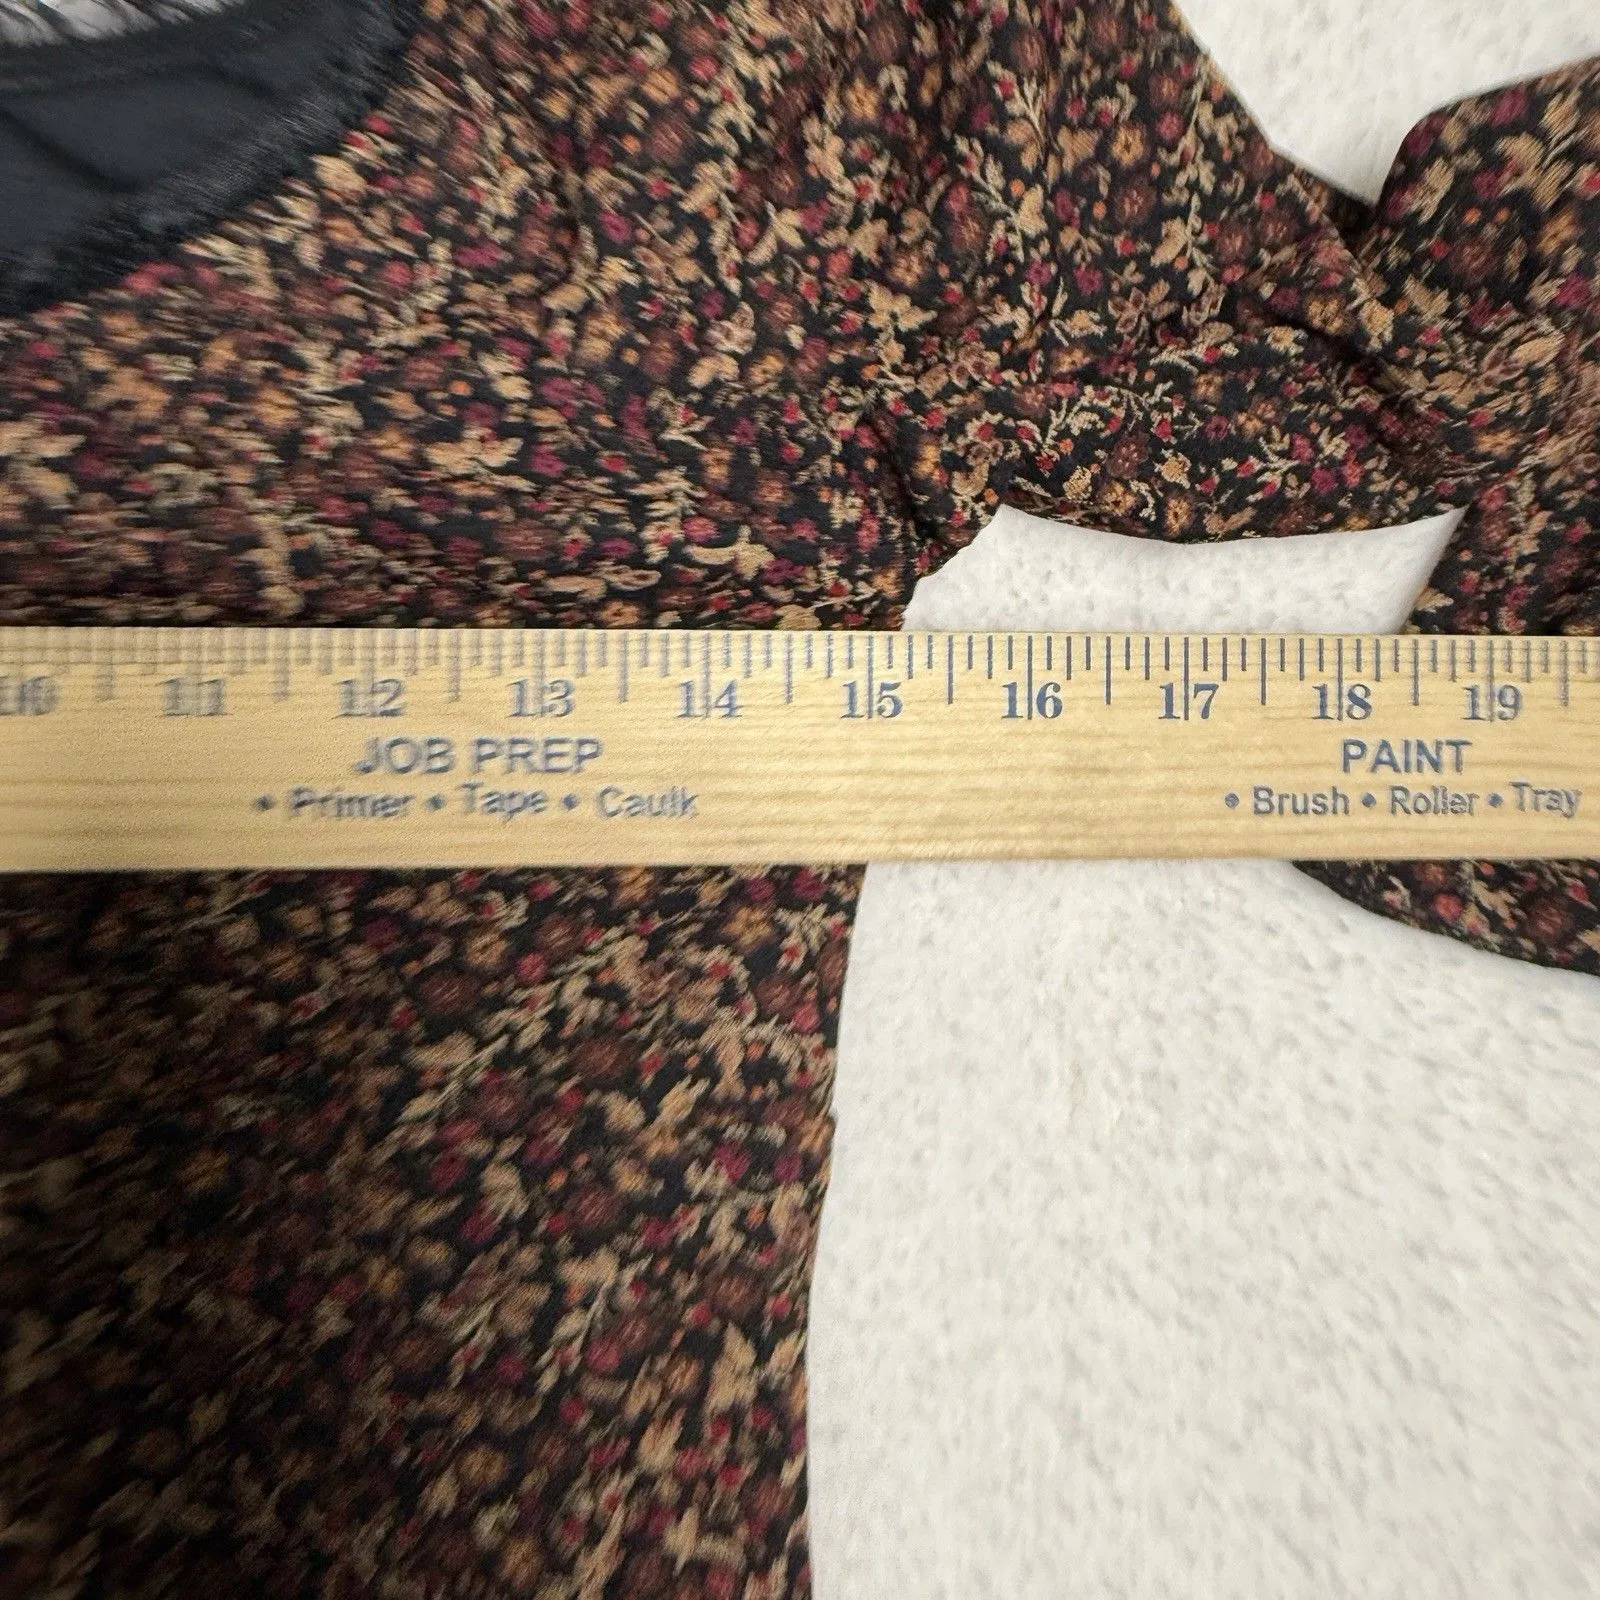 10 11 12 13 14 15 16 17 18 19
JOB PREP
• Primer • Tape • Caulk
PAINT
• Brush • Roller • Tray